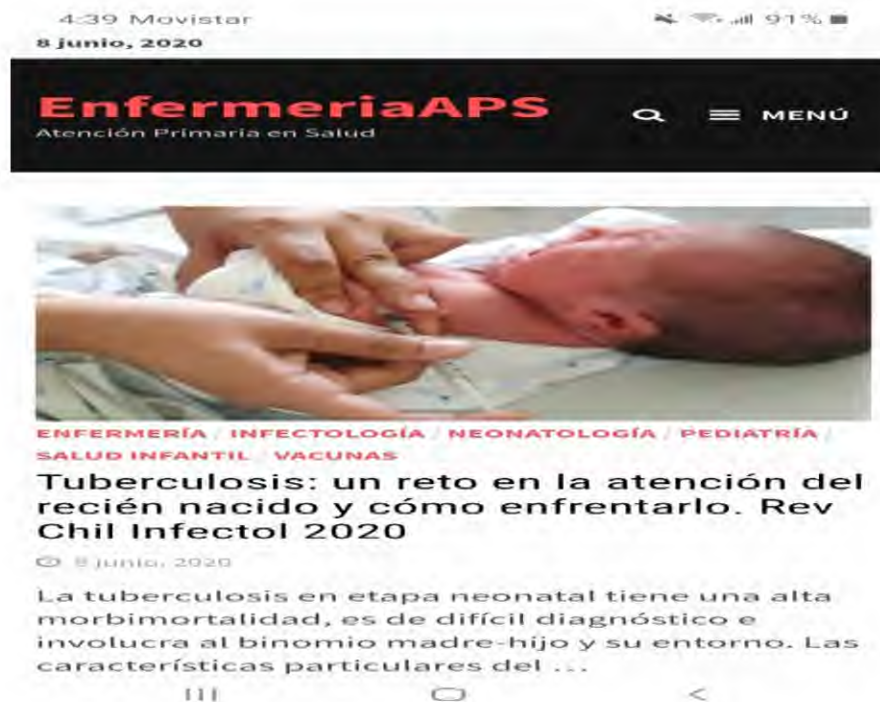 4:39 Movistar 91%
8 junio, 2020
EnfermeriaAPS
Atención Primaria en Salud
MENÚ
ENFERMERÍA / INFECTOLOGÍA / NEONATOLOGÍA / PEDIATRÍA /
SALUD INFANTIL / VACUNAS
Tuberculosis: un reto en la atención del
recién nacido y cómo enfrentarlo. Rev
Chil Infectol 2020
8 junio, 2020
La tuberculosis en etapa neonatal tiene una alta
morbimortalidad, es de difícil diagnóstico e
involucra al binomio madre-hijo y su entorno. Las
características particulares del ...